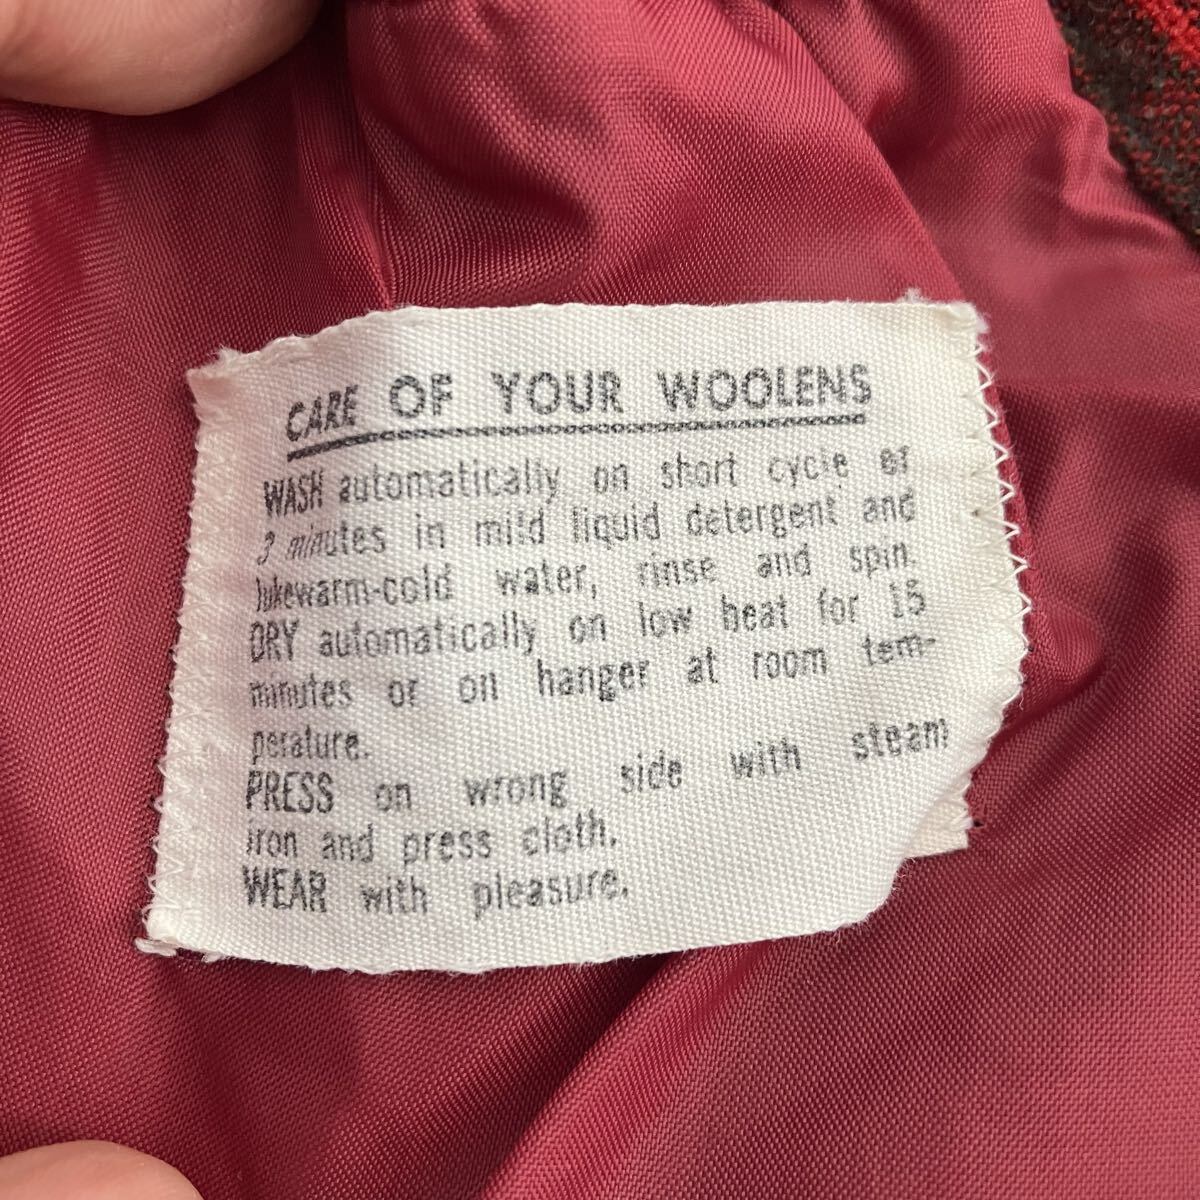 CARE OF YOUR WOOLENS
WASH automatically on short cycle or
3 minutes in mild liquid detergent and
lukewarm-cold water, rinse and spin.
DRY automatically on low heat for 15
minutes or on hanger at room tem-
perature.
PRESS on wrong side with steam
iron and press cloth.
WEAR with pleasure.